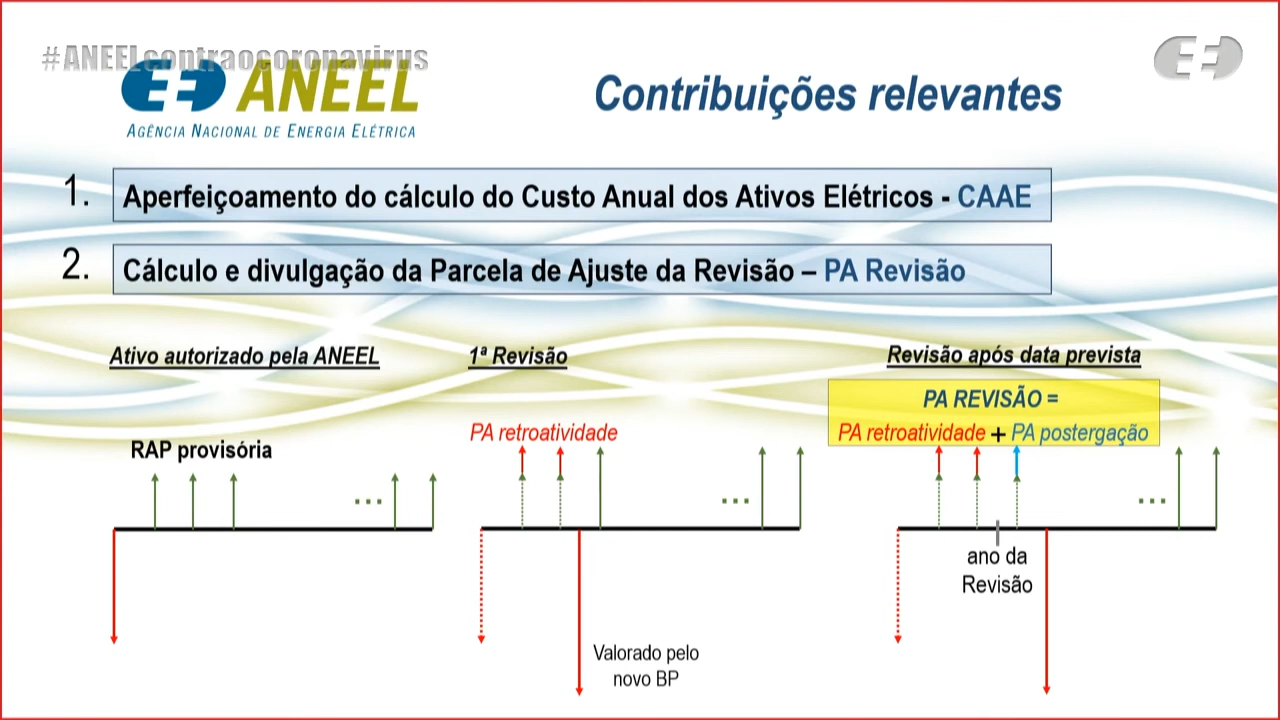 #ANEELcontraocoronavirus
ANEEL
AGÊNCIA NACIONAL DE ENERGIA ELÉTRICA
Contribuições relevantes
1. Aperfeiçoamento do cálculo do Custo Anual dos Ativos Elétricos - CAAE
2. Cálculo e divulgação da Parcela de Ajuste da Revisão – PA Revisão
Ativo autorizado pela ANEEL
RAP provisória
...
1ª Revisão
PA retroatividade
...
Valorado pelo
novo BP
Revisão após data prevista
PA REVISÃO =
PA retroatividade + PA postergação
...
ano da
Revisão